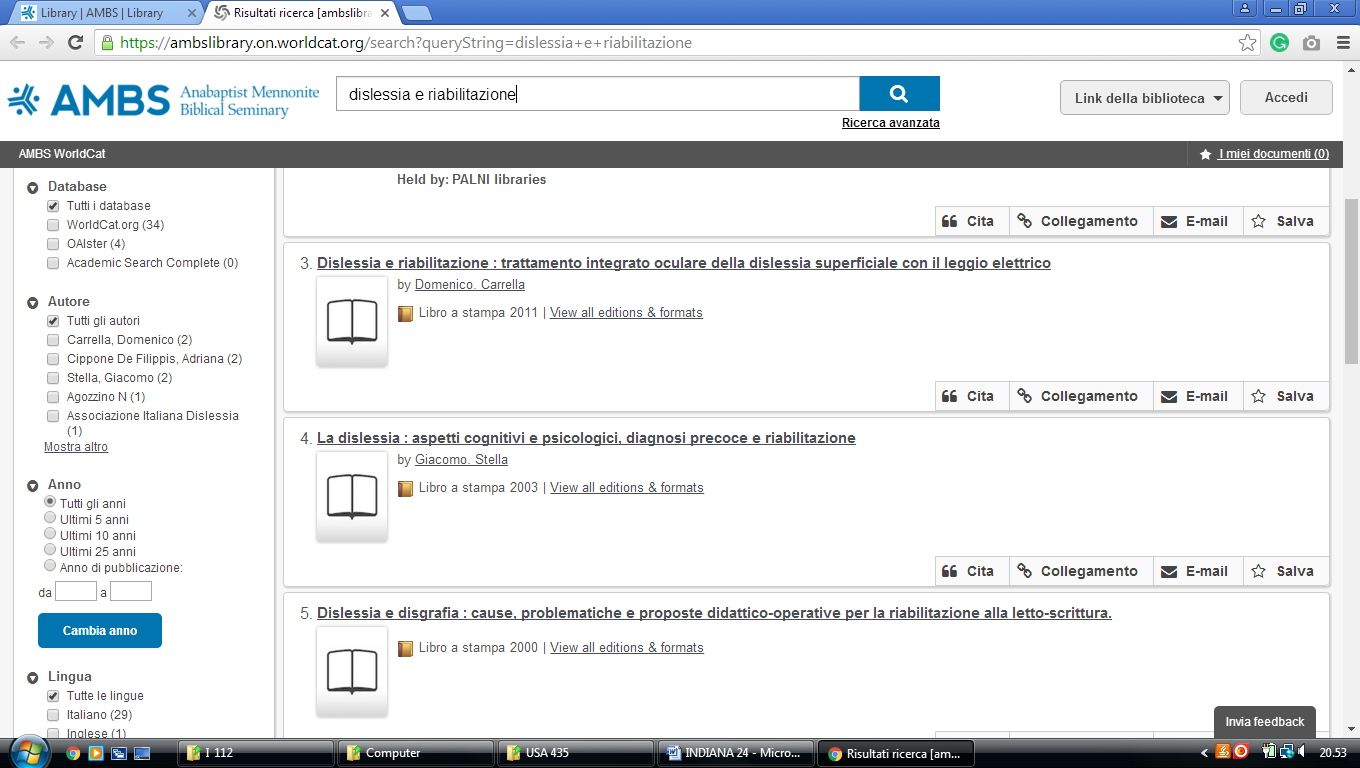 Library | AMBS | Library
Risultati ricerca [ambslibra
https://ambslibrary.on.worldcat.org/search?queryString=dislessia+e+riabilitazione
AMBS Anabaptist Mennonite
Biblical Seminary
dislessia e riabilitazione
Ricerca avanzata
Link della biblioteca
Accedi
AMBS WorldCat
I miei documenti (0)
Database
Tutti i database
WorldCat.org (34)
OAIster (4)
Academic Search Complete (0)
Autore
Tutti gli autori
Carrella, Domenico (2)
Cippone De Filippis, Adriana (2)
Stella, Giacomo (2)
Agozzino N (1)
Associazione Italiana Dislessia
(1)
Mostra altro
Anno
Tutti gli anni
Ultimi 5 anni
Ultimi 10 anni
Ultimi 25 anni
Anno di pubblicazione:
da a
Cambia anno
Lingua
Tutte le lingue
Italiano (29)
Inglese (1)
Held by: PALNI libraries
Cita Collegamento E-mail Salva
3. Dislessia e riabilitazione : trattamento integrato oculare della dislessia superficiale con il leggio elettrico
by Domenico. Carrella
Libro a stampa 2011 | View all editions & formats
Cita Collegamento E-mail Salva
4. La dislessia : aspetti cognitivi e psicologici, diagnosi precoce e riabilitazione
by Giacomo. Stella
Libro a stampa 2003 | View all editions & formats
Cita Collegamento E-mail Salva
5. Dislessia e disgrafia : cause, problematiche e proposte didattico-operative per la riabilitazione alla letto-scrittura.
Libro a stampa 2000 | View all editions & formats
Invia feedback
I 112
Computer
USA 435
INDIANA 24 - Micro...
Risultati ricerca [am...
20.53